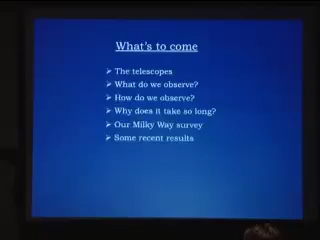 What's to come
➢ The telescopes
➢ What do we observe?
➢ How do we observe?
➢ Why does it take so long?
➢ Our Milky Way survey
➢ Some recent results